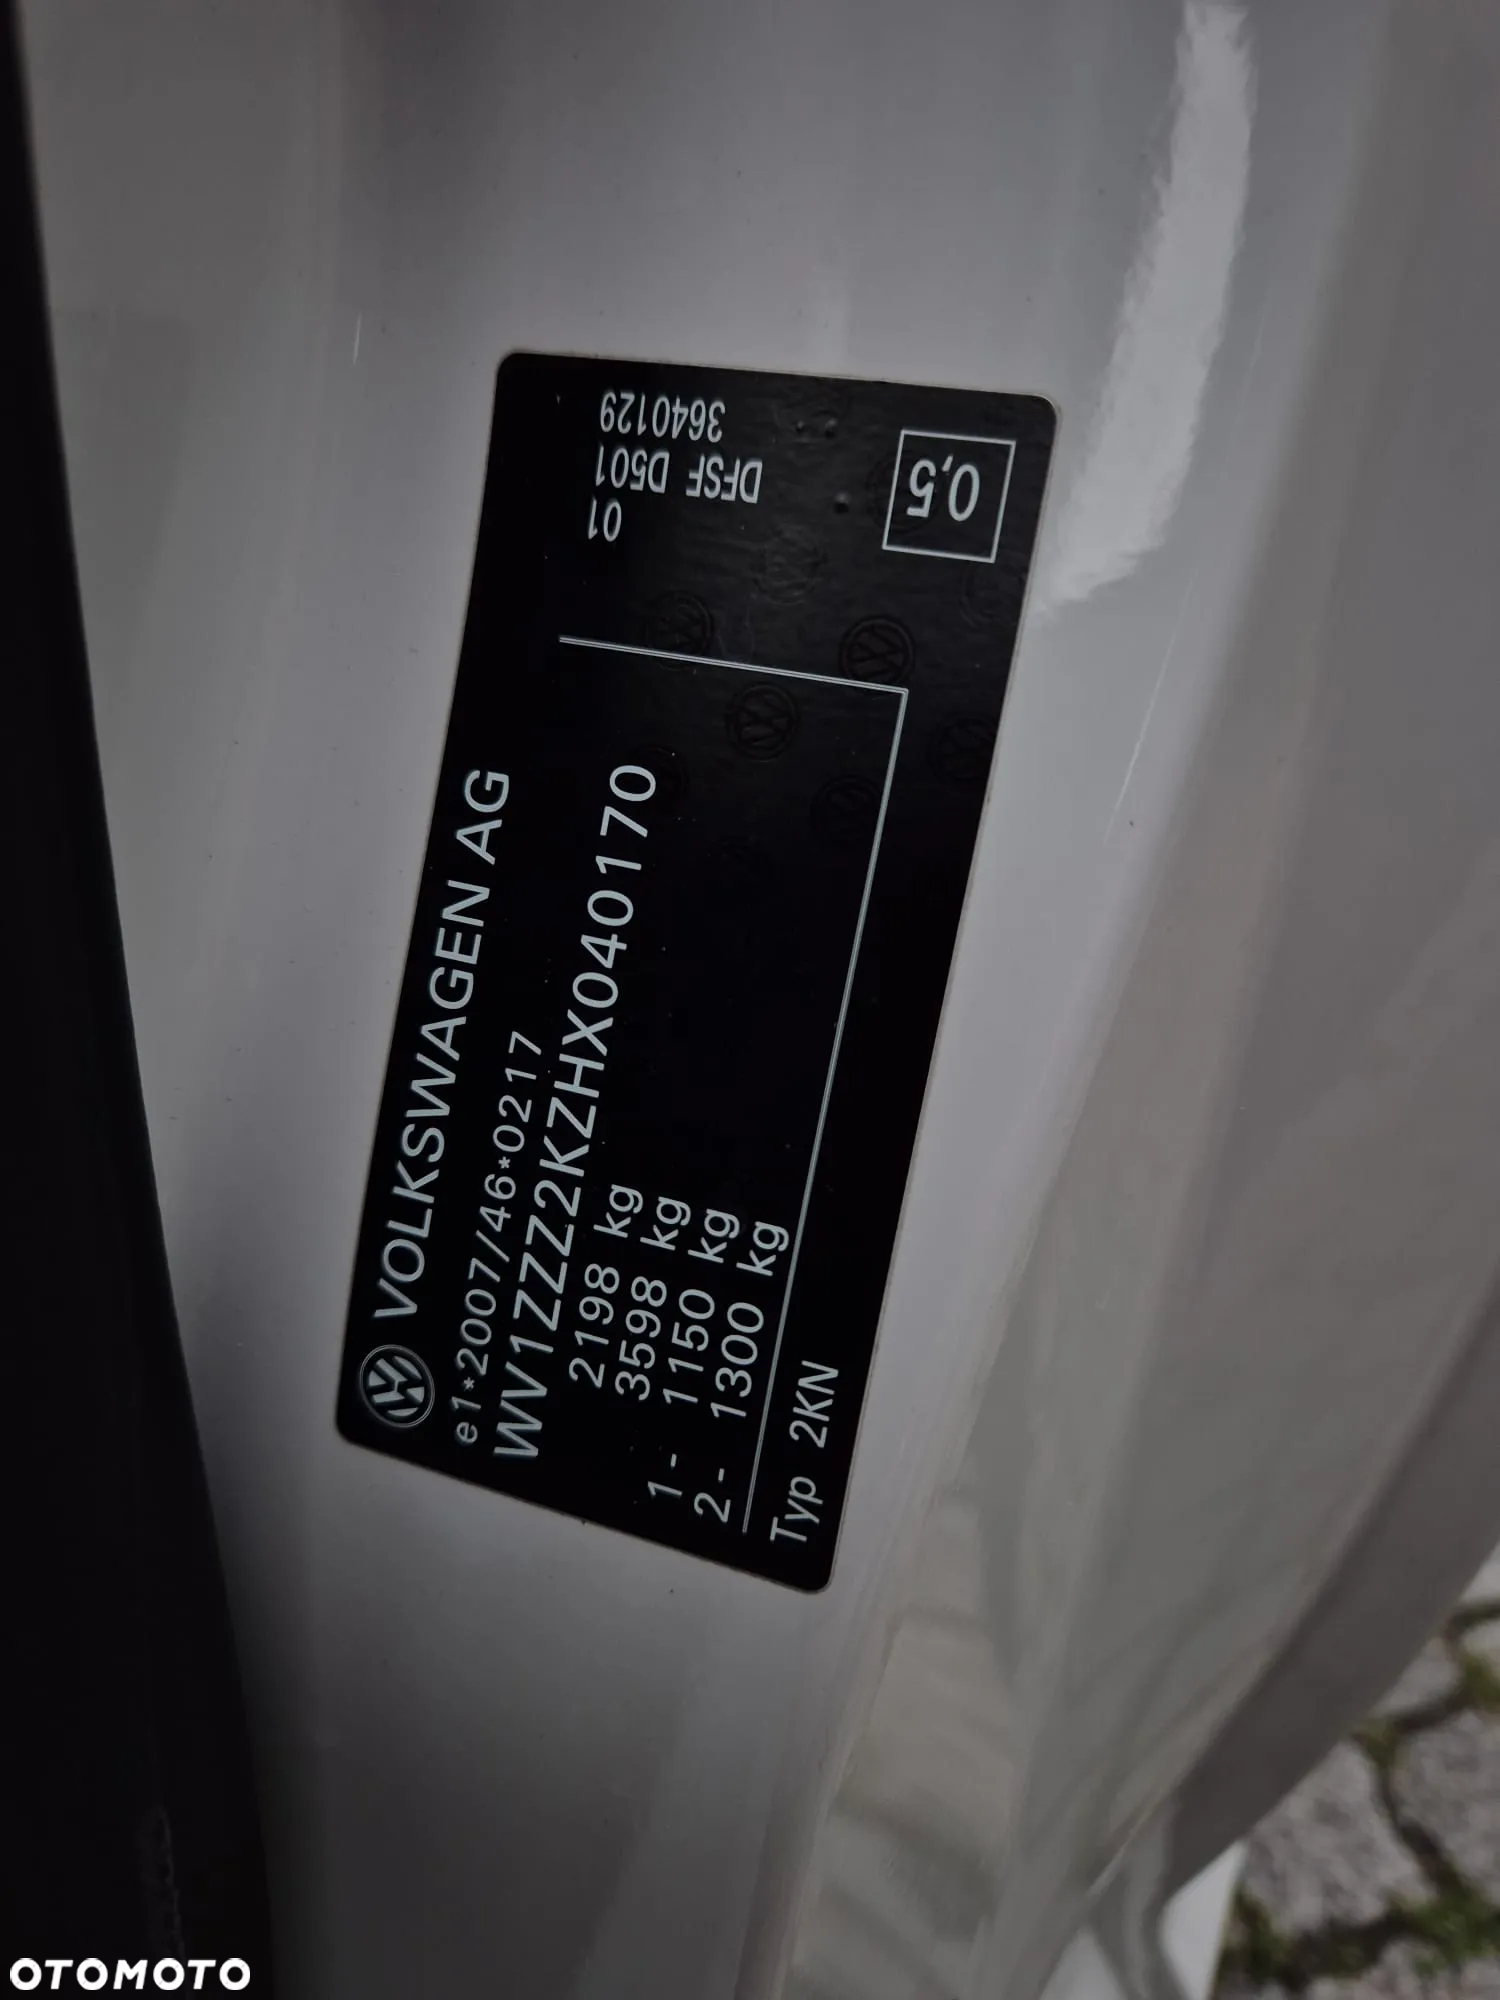 VOLKSWAGEN AG
e1*2007/46*0217
WV1ZZZ2KZHX040170
2198 kg
3598 kg
1- 1150 kg
2- 1300 kg
Typ 2KN
3640129
DFSF D501
01
0,5
OTOMOTO